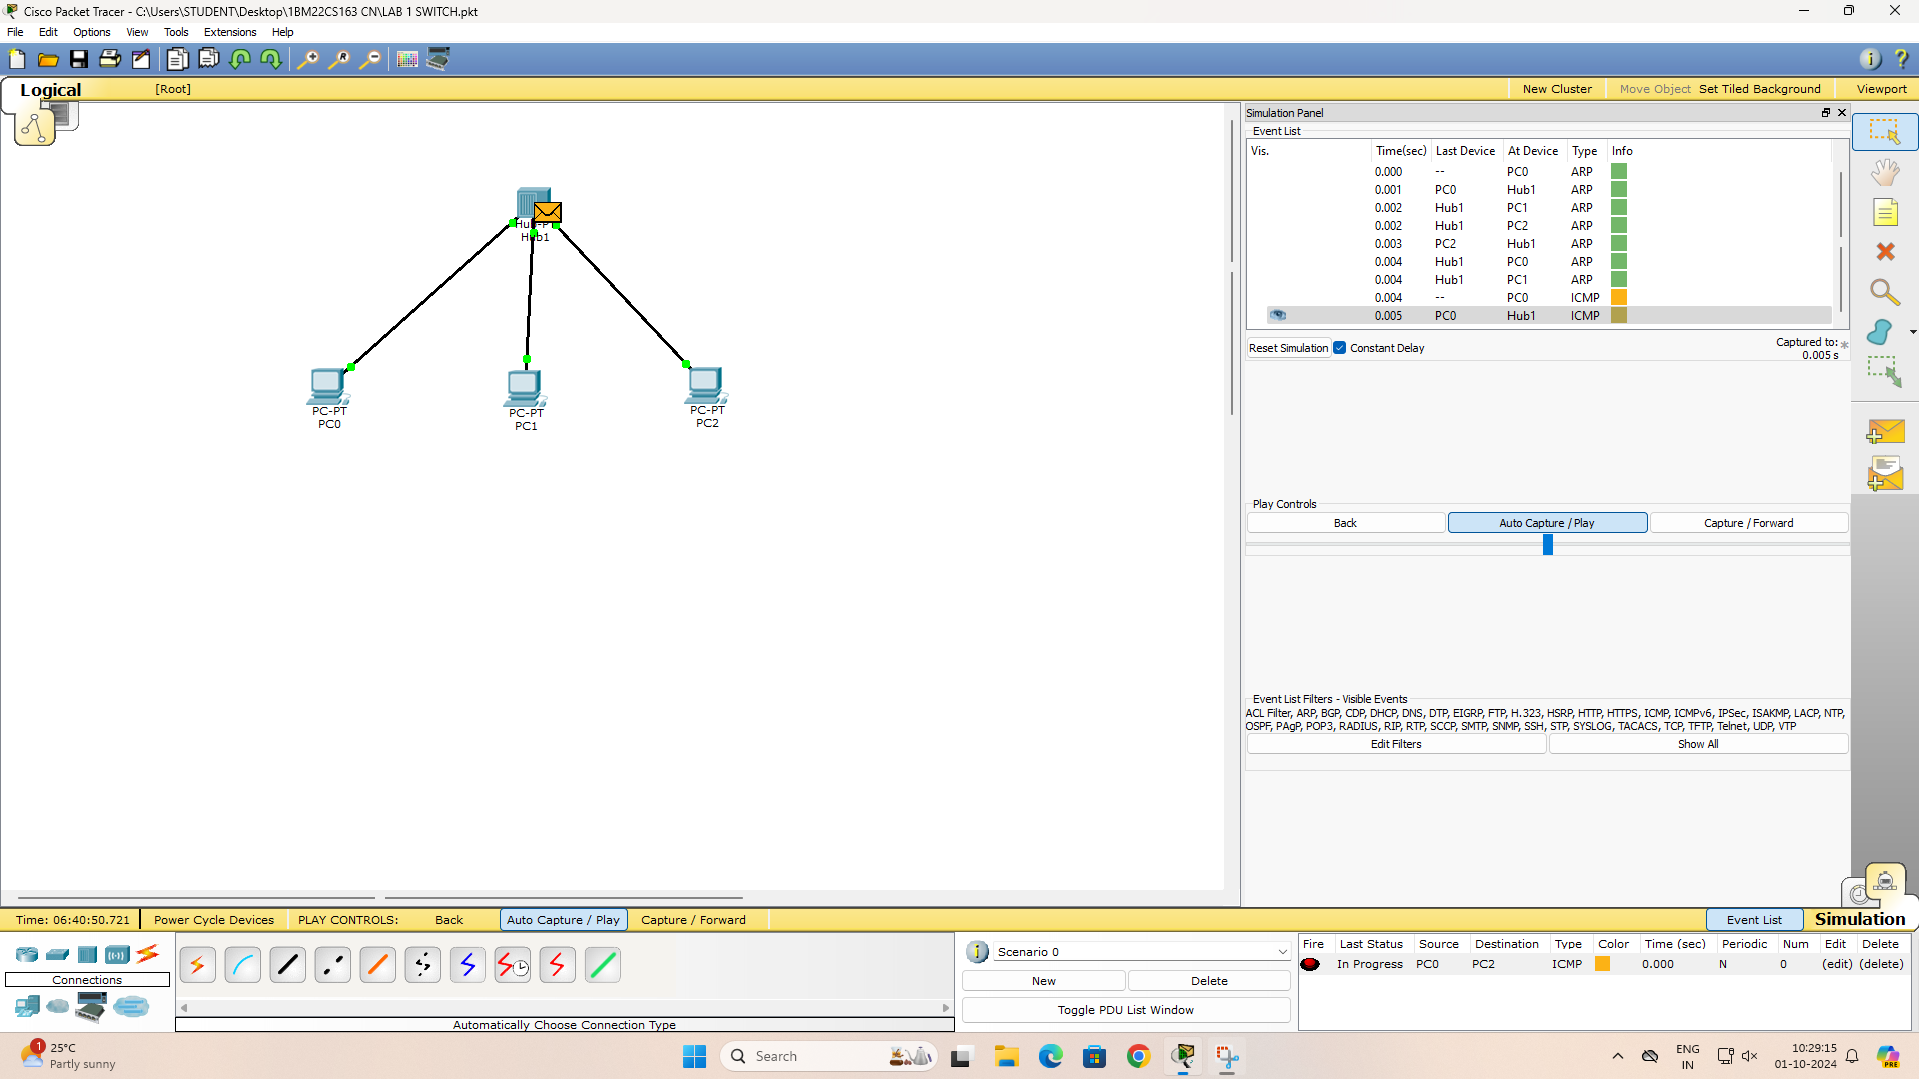 Cisco Packet Tracer - C:\Users\STUDENT\Desktop\1BM22CS163 CN\LAB 1 SWITCH.pkt
File Edit Options View Tools Extensions Help
Logical [Root] New Cluster Move Object Set Tiled Background Viewport
Hub-PT
Hub1
PC-PT
PC0
PC-PT
PC1
PC-PT
PC2
Simulation Panel
Event List
Vis. Time(sec) Last Device At Device Type Info
0.000 -- PC0 ARP
0.001 PC0 Hub1 ARP
0.002 Hub1 PC1 ARP
0.002 Hub1 PC2 ARP
0.003 PC2 Hub1 ARP
0.004 Hub1 PC0 ARP
0.004 Hub1 PC1 ARP
0.004 -- PC0 ICMP
0.005 PC0 Hub1 ICMP
Reset Simulation Constant Delay Captured to: *
0.005 s
Play Controls
Back Auto Capture / Play Capture / Forward
Event List Filters - Visible Events
ACL Filter, ARP, BGP, CDP, DHCP, DNS, DTP, EIGRP, FTP, H.323, HSRP, HTTP, HTTPS, ICMP, ICMPv6, IPSec, ISAKMP, LACP, NTP,
OSPF, PAgP, POP3, RADIUS, RIP, RTP, SCCP, SMTP, SNMP, SSH, STP, SYSLOG, TACACS, TCP, TFTP, Telnet, UDP, VTP
Edit Filters Show All
Time: 06:40:50.721 Power Cycle Devices PLAY CONTROLS: Back Auto Capture / Play Capture / Forward Event List Simulation
Connections
Automatically Choose Connection Type
Scenario 0
New Delete
Toggle PDU List Window
Fire Last Status Source Destination Type Color Time (sec) Periodic Num Edit Delete
In Progress PC0 PC2 ICMP 0.000 N 0 (edit) (delete)
1
25°C
Partly sunny
Search
ENG
IN
10:29:15
01-10-2024
PRE